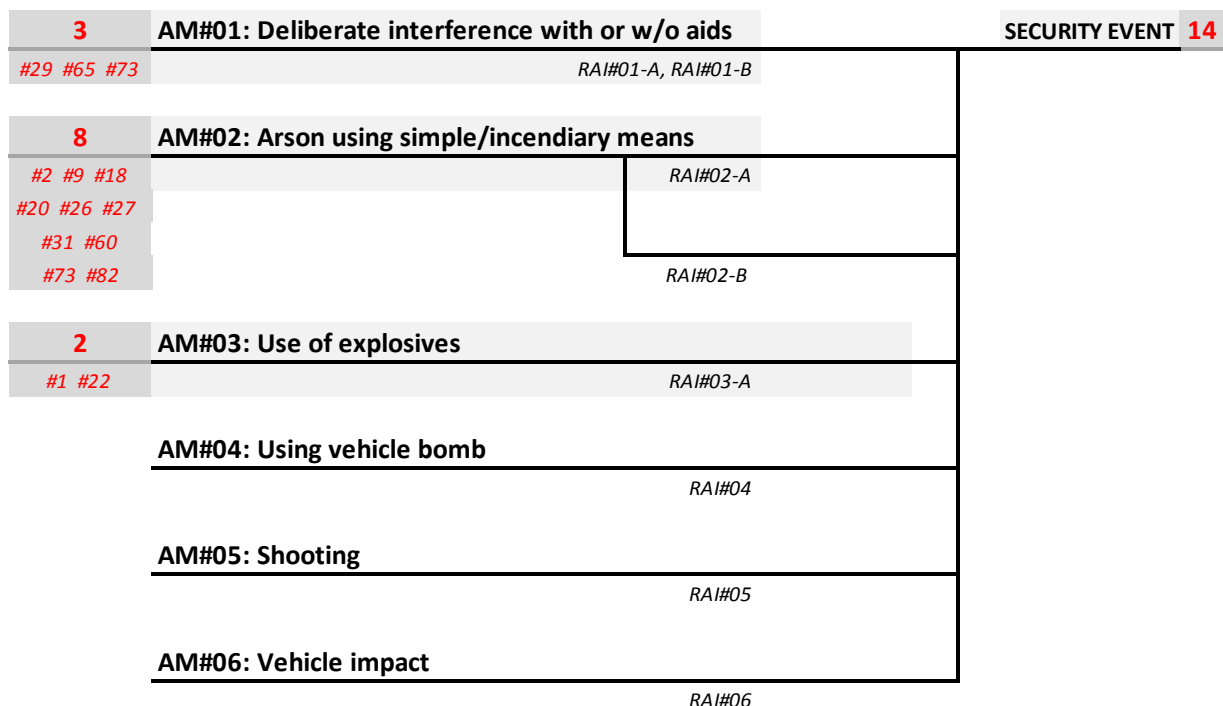 3 AM#01: Deliberate interference with or w/o aids SECURITY EVENT 14
#29 #65 #73 RAI#01-A, RAI#01-B
8 AM#02: Arson using simple/incendiary means
#2 #9 #18 RAI#02-A
#20 #26 #27
#31 #60
#73 #82 RAI#02-B
2 AM#03: Use of explosives
#1 #22 RAI#03-A
AM#04: Using vehicle bomb
RAI#04
AM#05: Shooting
RAI#05
AM#06: Vehicle impact
RAI#06